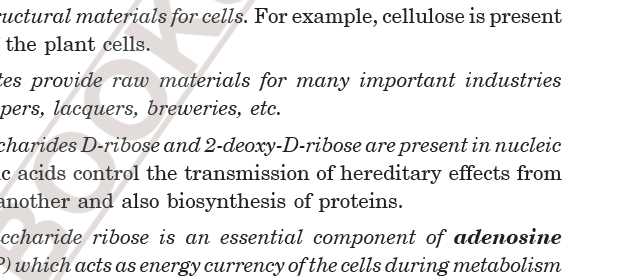 ructural materials for cells. For example, cellulose is present
the plant cells.
tes provide raw materials for many important industries
pers, lacquers, breweries, etc.
charides D-ribose and 2-deoxy-D-ribose are present in nucleic
ic acids control the transmission of hereditary effects from
another and also biosynthesis of proteins.
ccharide ribose is an essential component of adenosine
P) which acts as energy currency of the cells during metabolism
BOOK